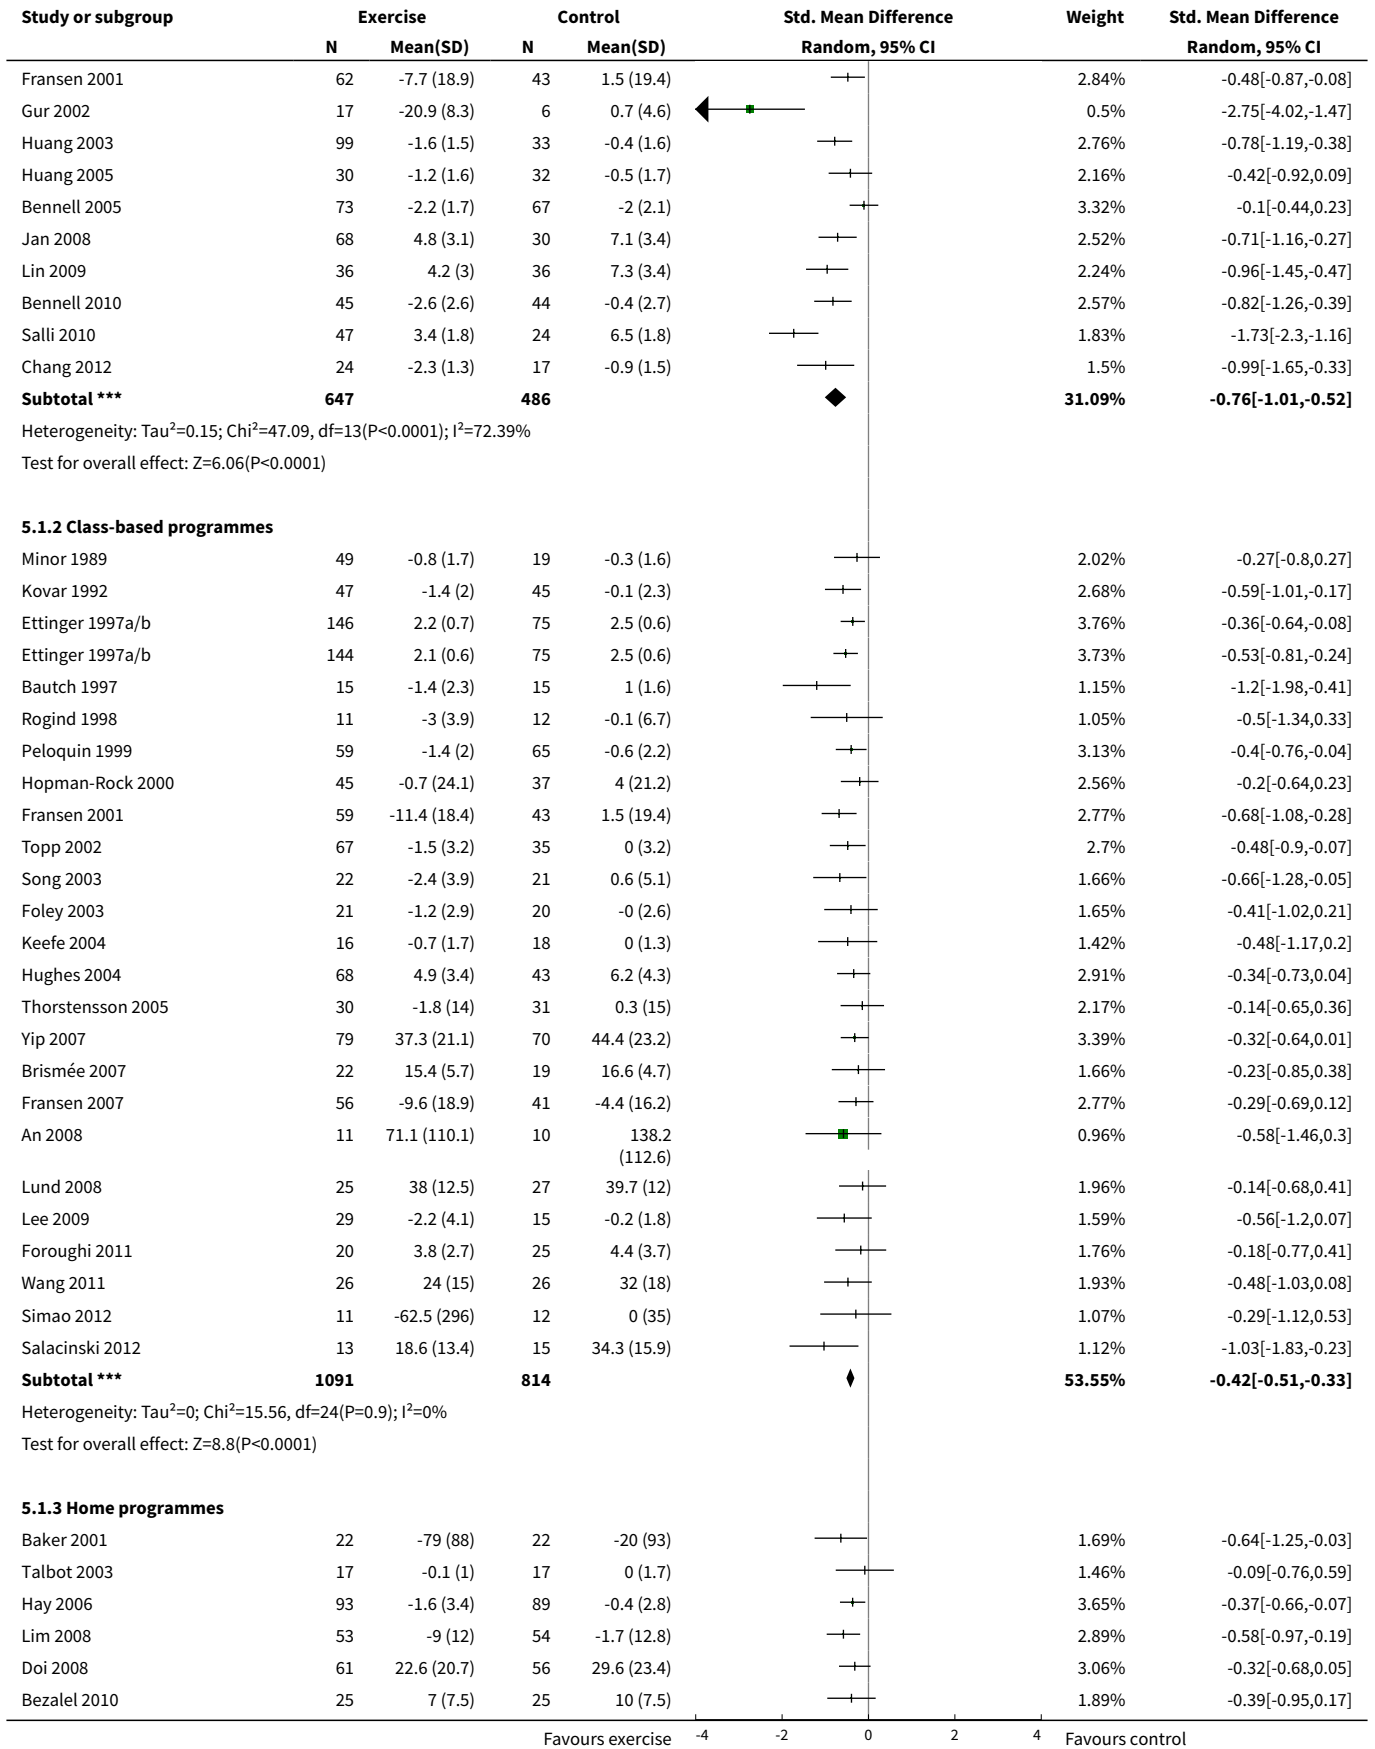 Study or subgroup Exercise Control Std. Mean Difference Weight Std. Mean Difference
N Mean(SD) N Mean(SD) Random, 95% CI Random, 95% CI
Fransen 2001 62 -7.7 (18.9) 43 1.5 (19.4) 2.84% -0.48[-0.87,-0.08]
Gur 2002 17 -20.9 (8.3) 6 0.7 (4.6) 0.5% -2.75[-4.02,-1.47]
Huang 2003 99 -1.6 (1.5) 33 -0.4 (1.6) 2.76% -0.78[-1.19,-0.38]
Huang 2005 30 -1.2 (1.6) 32 -0.5 (1.7) 2.16% -0.42[-0.92,0.09]
Bennell 2005 73 -2.2 (1.7) 67 -2 (2.1) 3.32% -0.1[-0.44,0.23]
Jan 2008 68 4.8 (3.1) 30 7.1 (3.4) 2.52% -0.71[-1.16,-0.27]
Lin 2009 36 4.2 (3) 36 7.3 (3.4) 2.24% -0.96[-1.45,-0.47]
Bennell 2010 45 -2.6 (2.6) 44 -0.4 (2.7) 2.57% -0.82[-1.26,-0.39]
Salli 2010 47 3.4 (1.8) 24 6.5 (1.8) 1.83% -1.73[-2.3,-1.16]
Chang 2012 24 -2.3 (1.3) 17 -0.9 (1.5) 1.5% -0.99[-1.65,-0.33]
Subtotal *** 647 486 31.09% -0.76[-1.01,-0.52]
Heterogeneity: Tau²=0.15; Chi²=47.09, df=13(P<0.0001); I²=72.39%
Test for overall effect: Z=6.06(P<0.0001)
5.1.2 Class-based programmes
Minor 1989 49 -0.8 (1.7) 19 -0.3 (1.6) 2.02% -0.27[-0.8,0.27]
Kovar 1992 47 -1.4 (2) 45 -0.1 (2.3) 2.68% -0.59[-1.01,-0.17]
Ettinger 1997a/b 146 2.2 (0.7) 75 2.5 (0.6) 3.76% -0.36[-0.64,-0.08]
Ettinger 1997a/b 144 2.1 (0.6) 75 2.5 (0.6) 3.73% -0.53[-0.81,-0.24]
Bautch 1997 15 -1.4 (2.3) 15 1 (1.6) 1.15% -1.2[-1.98,-0.41]
Rogind 1998 11 -3 (3.9) 12 -0.1 (6.7) 1.05% -0.5[-1.34,0.33]
Peloquin 1999 59 -1.4 (2) 65 -0.6 (2.2) 3.13% -0.4[-0.76,-0.04]
Hopman-Rock 2000 45 -0.7 (24.1) 37 4 (21.2) 2.56% -0.2[-0.64,0.23]
Fransen 2001 59 -11.4 (18.4) 43 1.5 (19.4) 2.77% -0.68[-1.08,-0.28]
Topp 2002 67 -1.5 (3.2) 35 0 (3.2) 2.7% -0.48[-0.9,-0.07]
Song 2003 22 -2.4 (3.9) 21 0.6 (5.1) 1.66% -0.66[-1.28,-0.05]
Foley 2003 21 -1.2 (2.9) 20 -0 (2.6) 1.65% -0.41[-1.02,0.21]
Keefe 2004 16 -0.7 (1.7) 18 0 (1.3) 1.42% -0.48[-1.17,0.2]
Hughes 2004 68 4.9 (3.4) 43 6.2 (4.3) 2.91% -0.34[-0.73,0.04]
Thorstensson 2005 30 -1.8 (14) 31 0.3 (15) 2.17% -0.14[-0.65,0.36]
Yip 2007 79 37.3 (21.1) 70 44.4 (23.2) 3.39% -0.32[-0.64,0.01]
Brismée 2007 22 15.4 (5.7) 19 16.6 (4.7) 1.66% -0.23[-0.85,0.38]
Fransen 2007 56 -9.6 (18.9) 41 -4.4 (16.2) 2.77% -0.29[-0.69,0.12]
An 2008 11 71.1 (110.1) 10 138.2 0.96% -0.58[-1.46,0.3]
(112.6)
Lund 2008 25 38 (12.5) 27 39.7 (12) 1.96% -0.14[-0.68,0.41]
Lee 2009 29 -2.2 (4.1) 15 -0.2 (1.8) 1.59% -0.56[-1.2,0.07]
Foroughi 2011 20 3.8 (2.7) 25 4.4 (3.7) 1.76% -0.18[-0.77,0.41]
Wang 2011 26 24 (15) 26 32 (18) 1.93% -0.48[-1.03,0.08]
Simao 2012 11 -62.5 (296) 12 0 (35) 1.07% -0.29[-1.12,0.53]
Salacinski 2012 13 18.6 (13.4) 15 34.3 (15.9) 1.12% -1.03[-1.83,-0.23]
Subtotal *** 1091 814 53.55% -0.42[-0.51,-0.33]
Heterogeneity: Tau²=0; Chi²=15.56, df=24(P=0.9); I²=0%
Test for overall effect: Z=8.8(P<0.0001)
5.1.3 Home programmes
Baker 2001 22 -79 (88) 22 -20 (93) 1.69% -0.64[-1.25,-0.03]
Talbot 2003 17 -0.1 (1) 17 0 (1.7) 1.46% -0.09[-0.76,0.59]
Hay 2006 93 -1.6 (3.4) 89 -0.4 (2.8) 3.65% -0.37[-0.66,-0.07]
Lim 2008 53 -9 (12) 54 -1.7 (12.8) 2.89% -0.58[-0.97,-0.19]
Doi 2008 61 22.6 (20.7) 56 29.6 (23.4) 3.06% -0.32[-0.68,0.05]
Bezalel 2010 25 7 (7.5) 25 10 (7.5) 1.89% -0.39[-0.95,0.17]
Favours exercise -4 -2 0 2 4 Favours control